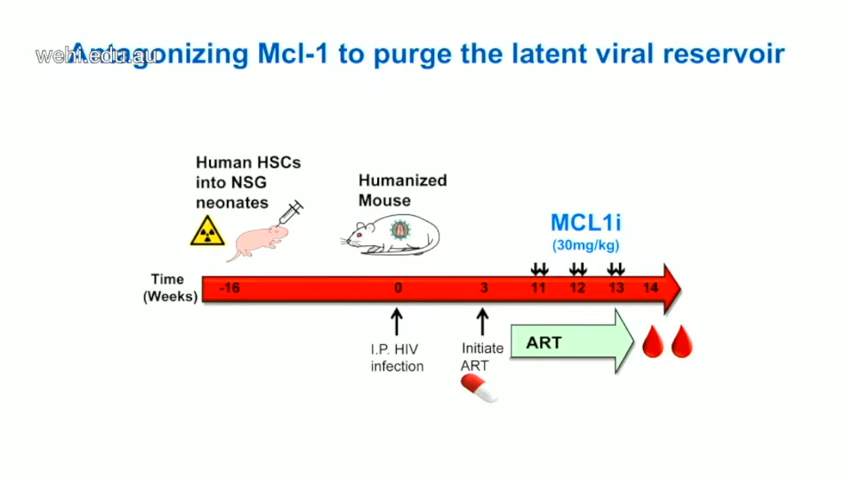 wehi.edu.au
Antagonizing Mcl-1 to purge the latent viral reservoir
Human HSCs
into NSG
neonates
Humanized
Mouse
MCL1i
(30mg/kg)
Time
(Weeks)
-16 0 3 11 12 13 14
I.P. HIV
infection
Initiate
ART
ART